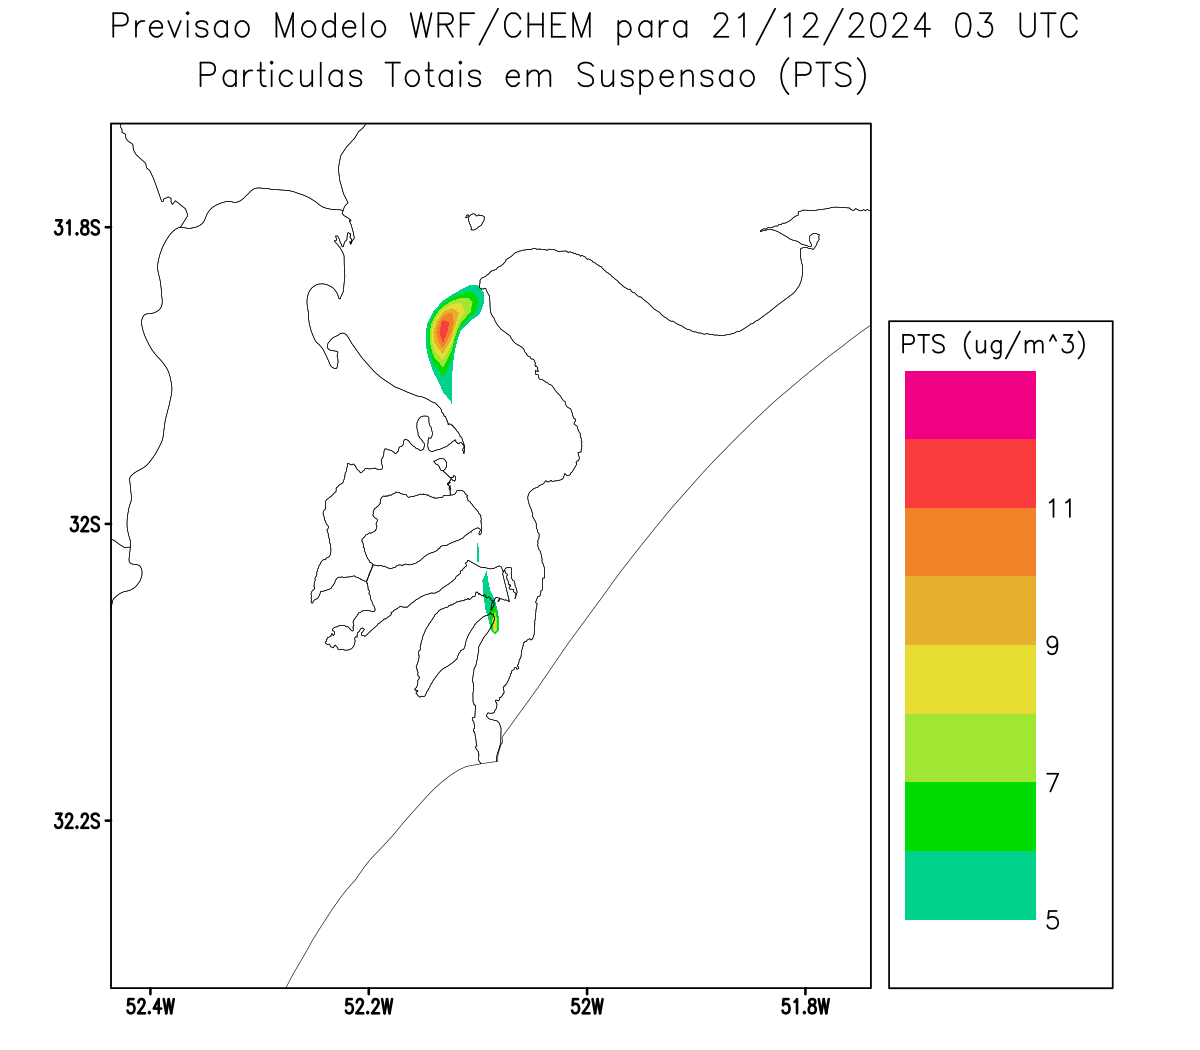 Previsao Modelo WRF/CHEM para 21/12/2024 03 UTC
Particulas Totais em Suspensao (PTS)
31.8S
32S
32.2S
52.4W
52.2W
52W
51.8W
PTS (ug/m^3)
11
9
7
5